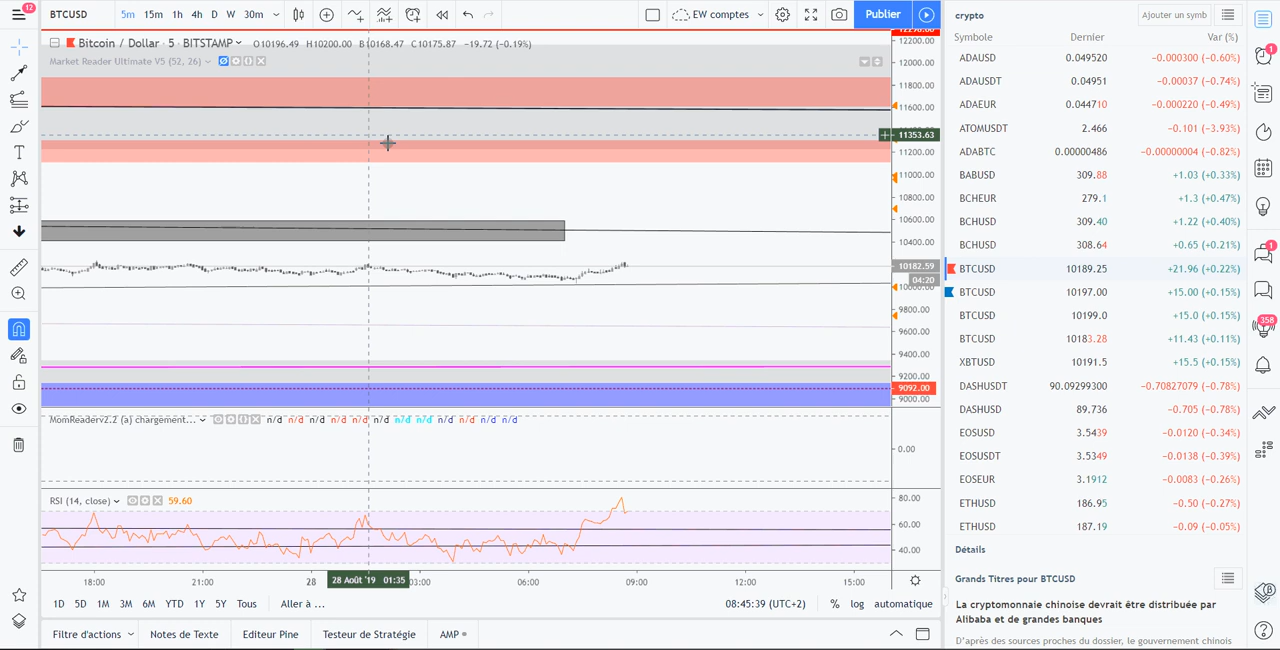 12
BTCUSD 5m 15m 1h 4h D W 30m EW comptes Publier
Bitcoin / Dollar · 5 · BITSTAMP O10196.49 H10200.00 B10168.47 C10175.87 −19.72 (−0.19%)
Market Reader Ultimate V5 (52, 26)
12200.00
12000.00
11800.00
11600.00
11353.63
11200.00
11000.00
10800.00
10600.00
10400.00
10182.59
04:20
10000.00
9800.00
9600.00
9400.00
9200.00
9092.00
9000.00
MomReaderv2.2 (a) chargement... n/d n/d n/d n/d n/d n/d n/d n/d n/d n/d n/d n/d
0.00
RSI (14, close) 59.60
80.00
60.00
40.00
18:00 21:00 28 28 Août '19 01:35 03:00 06:00 09:00 12:00 15:00
1D 5D 1M 3M 6M YTD 1Y 5Y Tous Aller à ... 08:45:39 (UTC+2) % log automatique
Filtre d'actions Notes de Texte Editeur Pine Testeur de Stratégie AMP
crypto Ajouter un symb
Symbole Dernier Var (%)
ADAUSD 0.049520 −0.000300 (−0.60%)
ADAUSDT 0.04951 −0.00037 (−0.74%)
ADAEUR 0.044710 −0.000220 (−0.49%)
ATOMUSDT 2.466 −0.101 (−3.93%)
ADABTC 0.00000486 −0.00000004 (−0.82%)
BABUSD 309.88 +1.03 (+0.33%)
BCHEUR 279.1 +1.3 (+0.47%)
BCHUSD 309.40 +1.22 (+0.40%)
BCHUSD 308.64 +0.65 (+0.21%)
BTCUSD 10189.25 +21.96 (+0.22%)
BTCUSD 10197.00 +15.00 (+0.15%)
BTCUSD 10199.0 +15.0 (+0.15%)
BTCUSD 10183.28 +11.43 (+0.11%)
XBTUSD 10191.5 +15.5 (+0.15%)
DASHUSDT 90.09299300 −0.70827079 (−0.78%)
DASHUSD 89.736 −0.705 (−0.78%)
EOSUSD 3.5439 −0.0120 (−0.34%)
EOSUSDT 3.5349 −0.0138 (−0.39%)
EOSEUR 3.1912 −0.0083 (−0.26%)
ETHUSD 186.95 −0.50 (−0.27%)
ETHUSD 187.19 −0.09 (−0.05%)
Détails
Grands Titres pour BTCUSD
La cryptomonnaie chinoise devrait être distribuée par
Alibaba et de grandes banques
D'après des sources proches du dossier, le gouvernement chinois
1
1
358